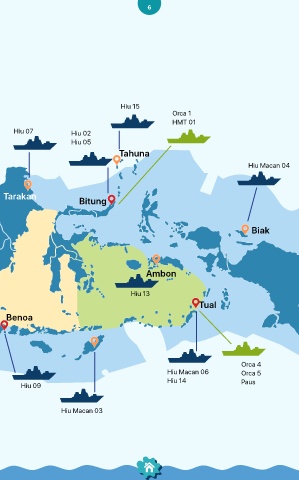 6
Hiu 15
Orca 1
HMT 01
Hiu 07
Hiu 02
Hiu 05
Tahuna
Hiu Macan 04
Tarakan
Bitung
Biak
Ambon
Hiu 13
Tual
Benoa
Hiu 09
Hiu Macan 06
Hiu 14
Orca 4
Orca 5
Paus
Hiu Macan 03